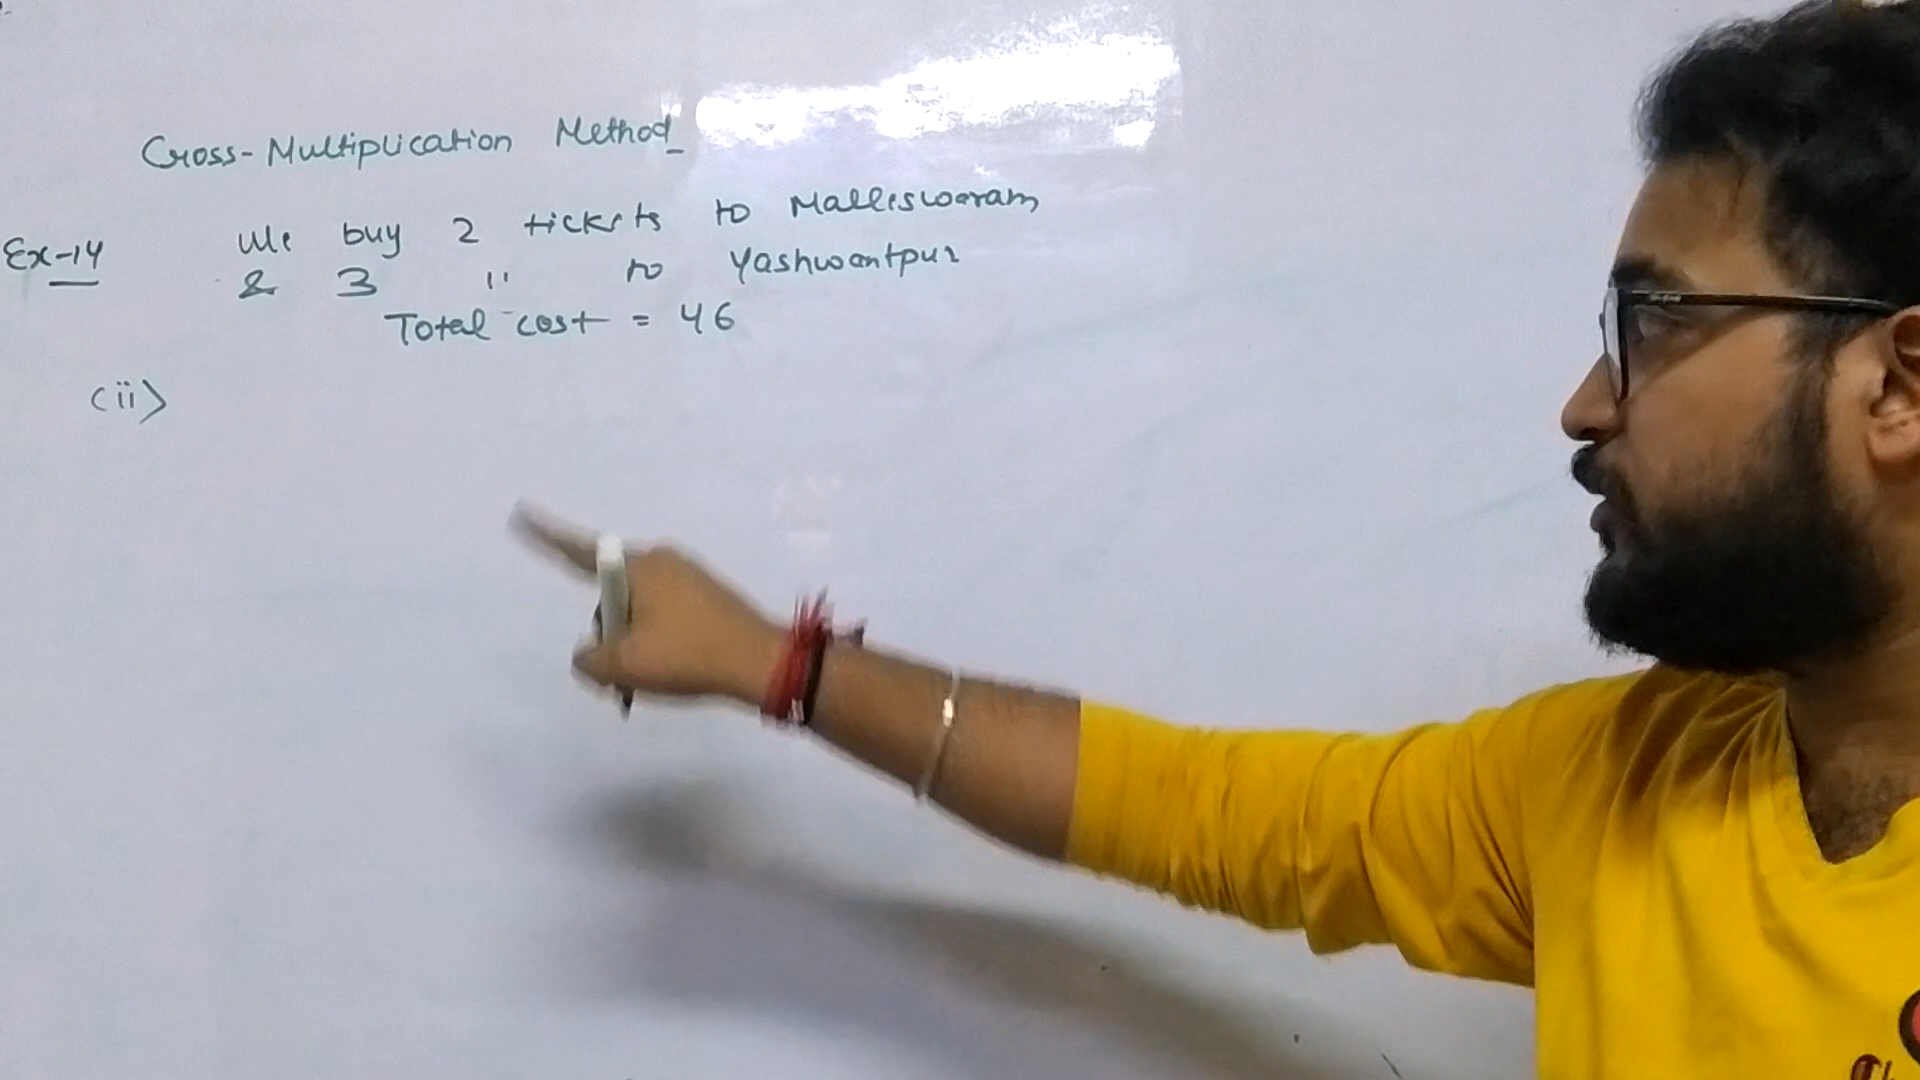 Cross-Multiplication Method
Ex-14 We buy 2 tickets to Malleswaram
& 3 " to Yashwantpur
Total cost = 46
(ii)